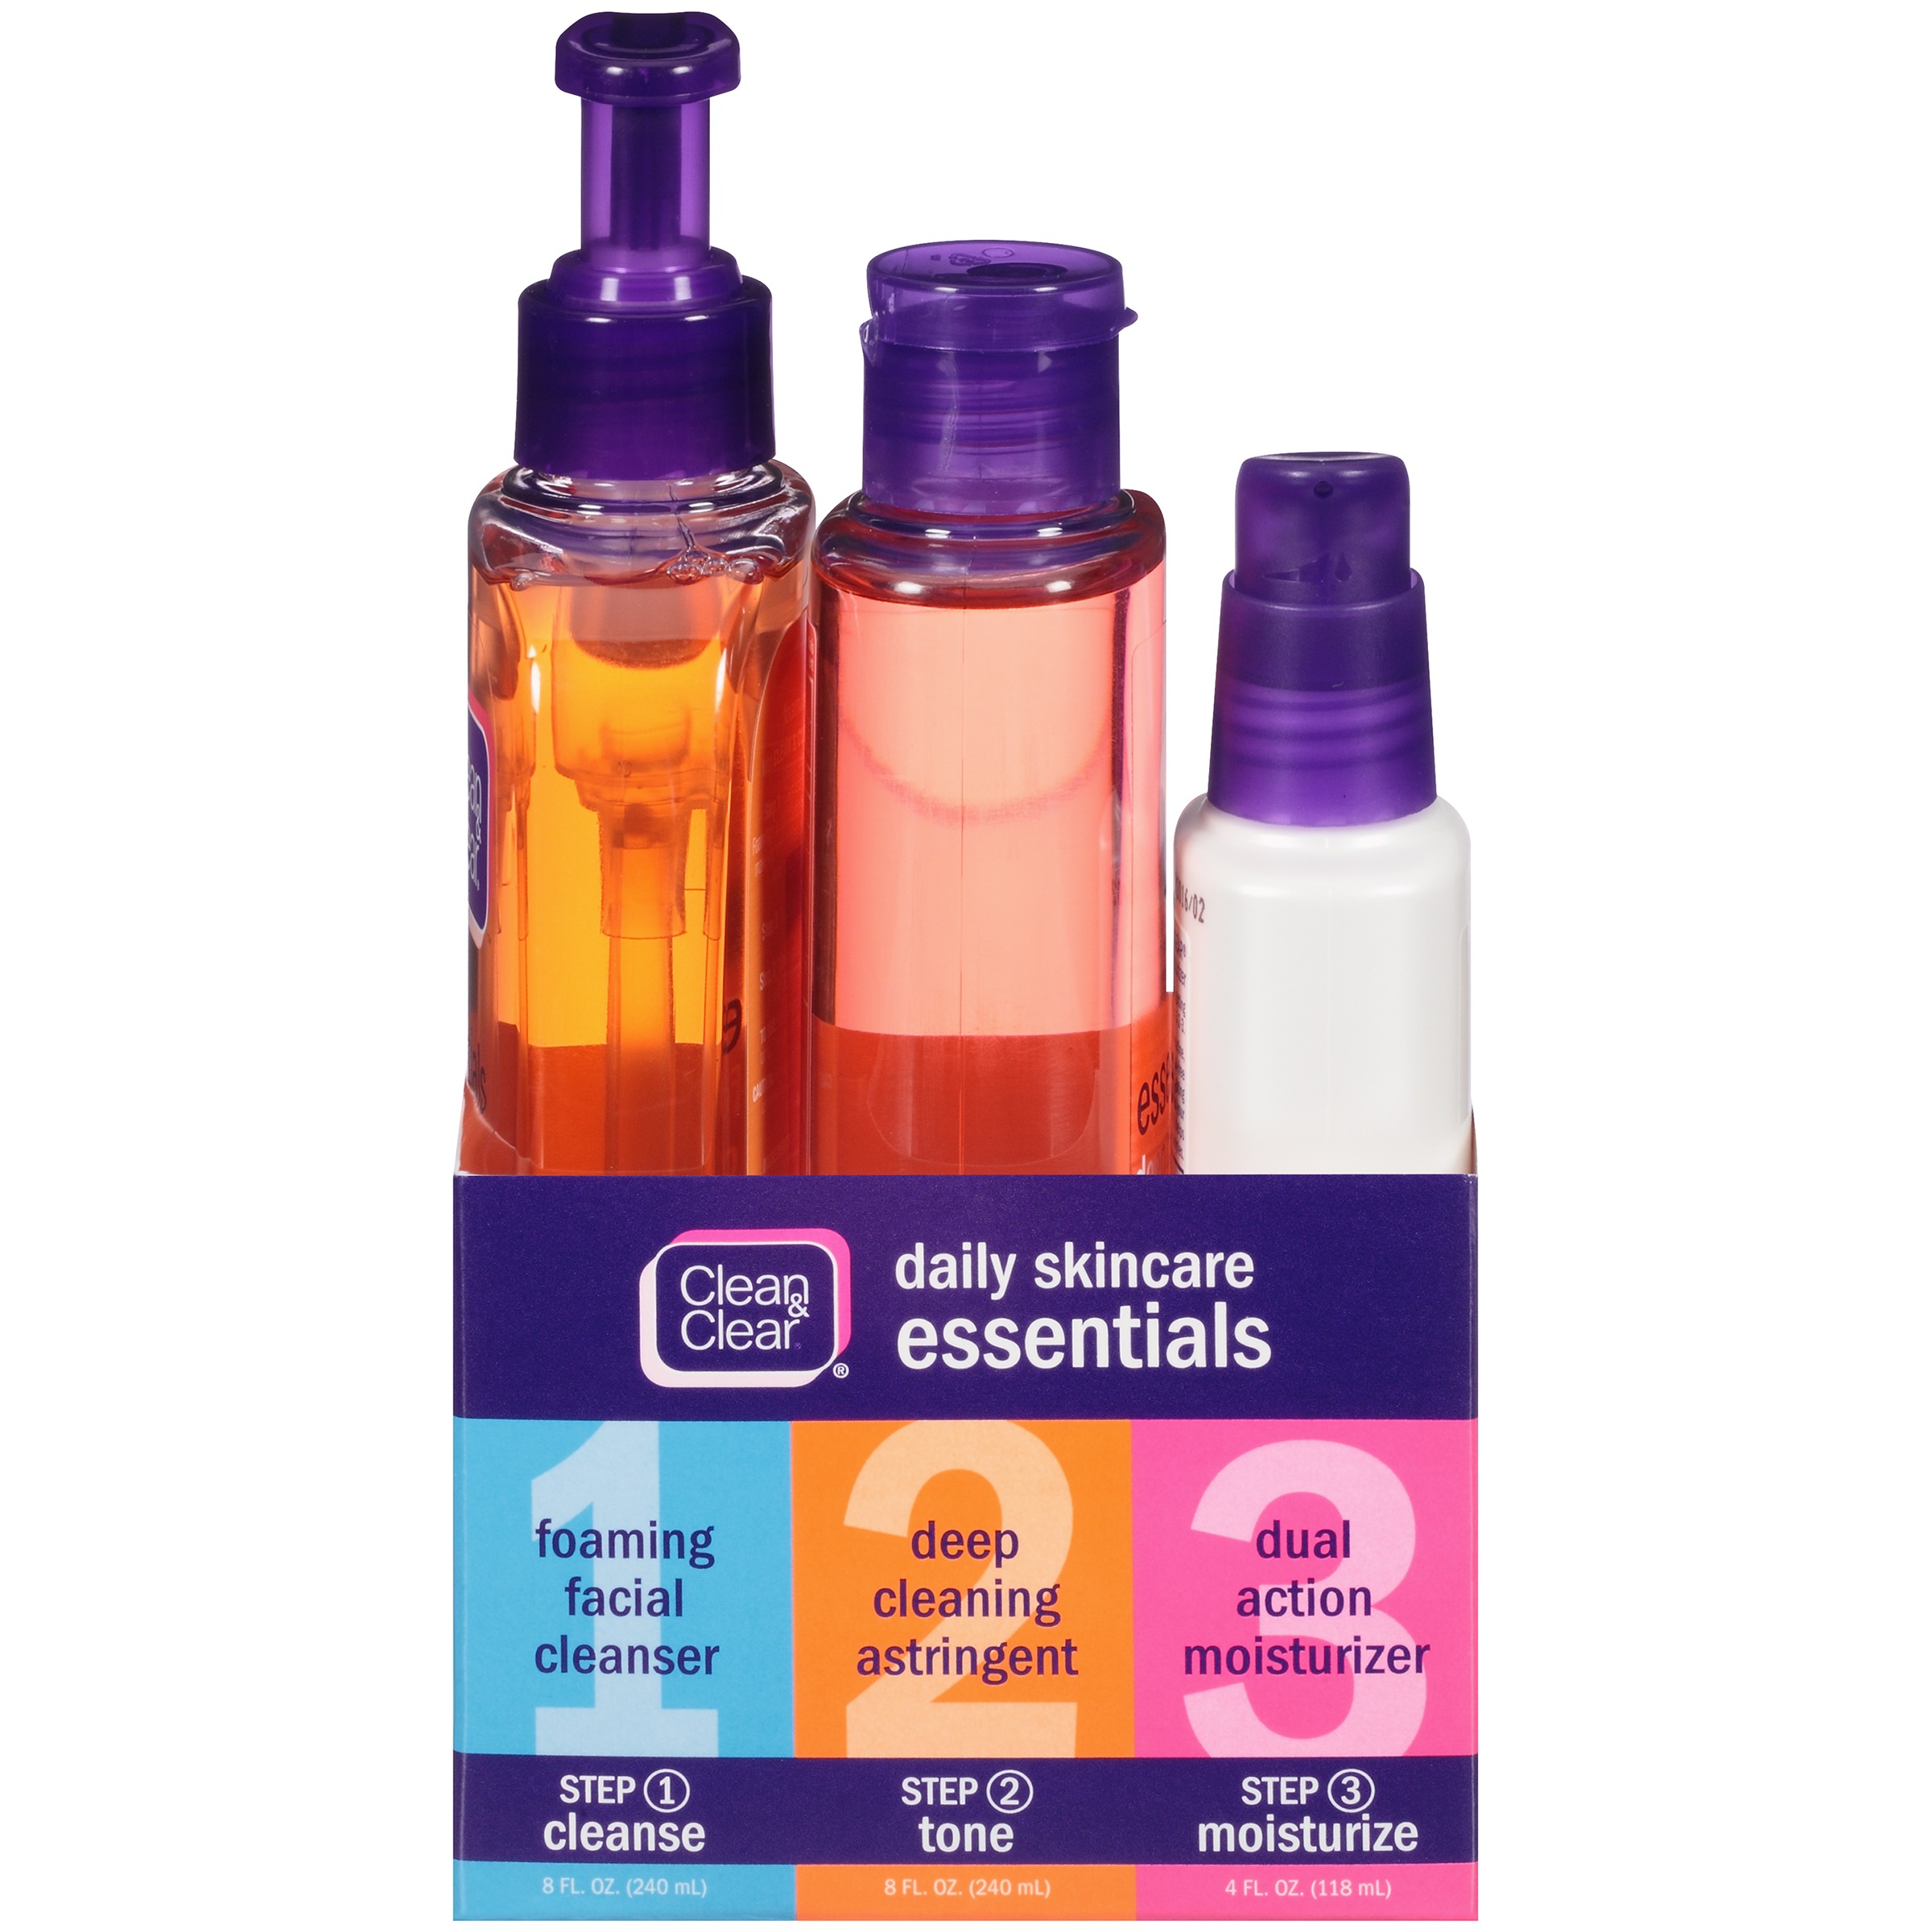 Clean &
Clear®
daily skincare
essentials
1
2
3
foaming
facial
cleanser
deep
cleaning
astringent
dual
action
moisturizer
STEP 1
cleanse
STEP 2
tone
STEP 3
moisturize
8 FL. OZ. (240 mL)
8 FL. OZ. (240 mL)
4 FL. OZ. (118 mL)